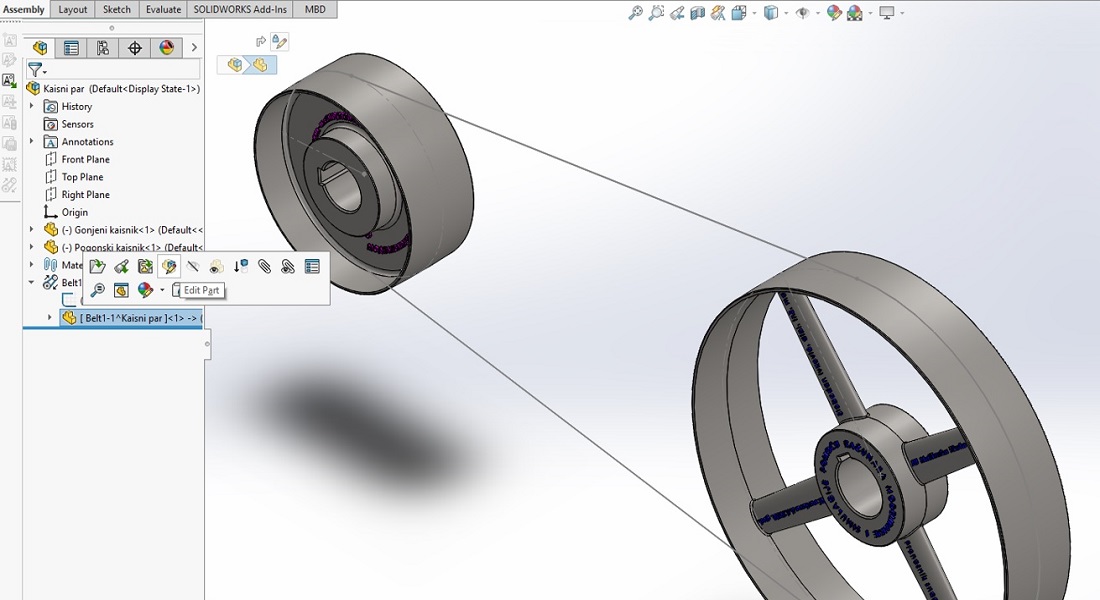 Assembly Layout Sketch Evaluate SOLIDWORKS Add-Ins MBD
Kaisni par (Default<Display State-1>)
History
Sensors
Annotations
Front Plane
Top Plane
Right Plane
Origin
(-) Gonjeni kaisnik<1> (Default<<
(-) Pogonski kaisnik<1> (Default<
Mate
Belt1
Edit Part
[ Belt1-1^Kaisni par ]<1> -> (